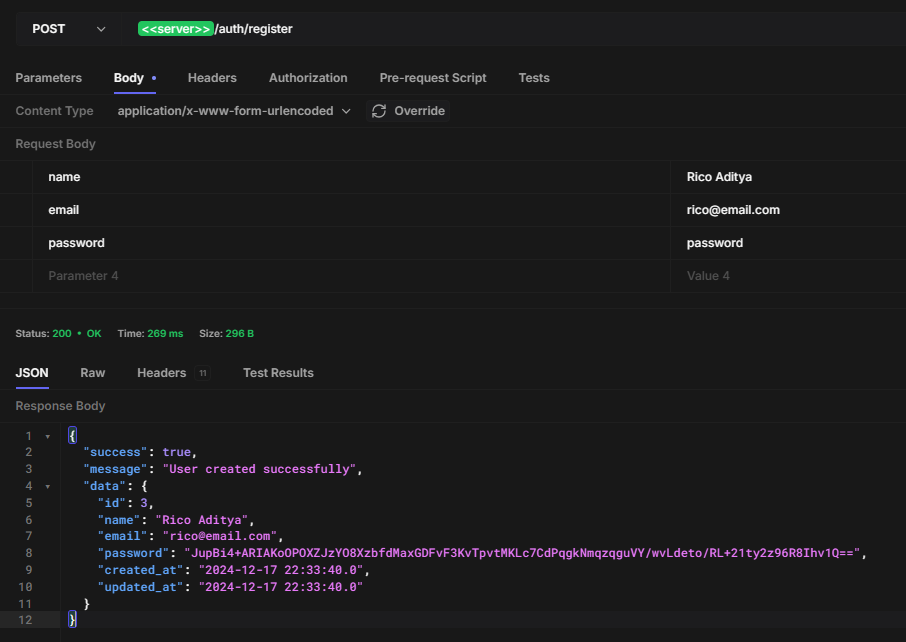 POST <<server>>/auth/register
Parameters Body Headers Authorization Pre-request Script Tests
Content Type application/x-www-form-urlencoded Override
Request Body
name Rico Aditya
email rico@email.com
password password
Parameter 4 Value 4
Status: 200 • OK Time: 269 ms Size: 296 B
JSON Raw Headers 11 Test Results
Response Body
1 {
2 "success": true,
3 "message": "User created successfully",
4 "data": {
5 "id": 3,
6 "name": "Rico Aditya",
7 "email": "rico@email.com",
8 "password": "JupBi4+ARIAKoOPOXZJzYO8XzbfdMaxGDFvF3KvTpvtMKLc7CdPqgkNmqzqguVY/wvLdeto/RL+21ty2z96R8Ihv1Q==",
9 "created_at": "2024-12-17 22:33:40.0",
10 "updated_at": "2024-12-17 22:33:40.0"
11 }
12 }